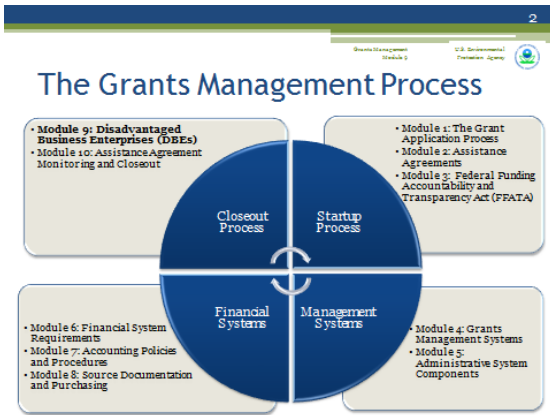 2
Grants Management
Module 9
U.S. Environmental
Protection Agency
The Grants Management Process
• Module 9: Disadvantaged
Business Enterprises (DBEs)
• Module 10: Assistance Agreement
Monitoring and Closeout
• Module 1: The Grant
Application Process
• Module 2: Assistance
Agreements
• Module 3: Federal Funding
Accountability and
Transparency Act (FFATA)
Closeout
Process
Startup
Process
Financial
Systems
Management
Systems
• Module 6: Financial System
Requirements
• Module 7: Accounting Policies
and Procedures
• Module 8: Source Documentation
and Purchasing
• Module 4: Grants
Management Systems
• Module 5:
Administrative System
Components